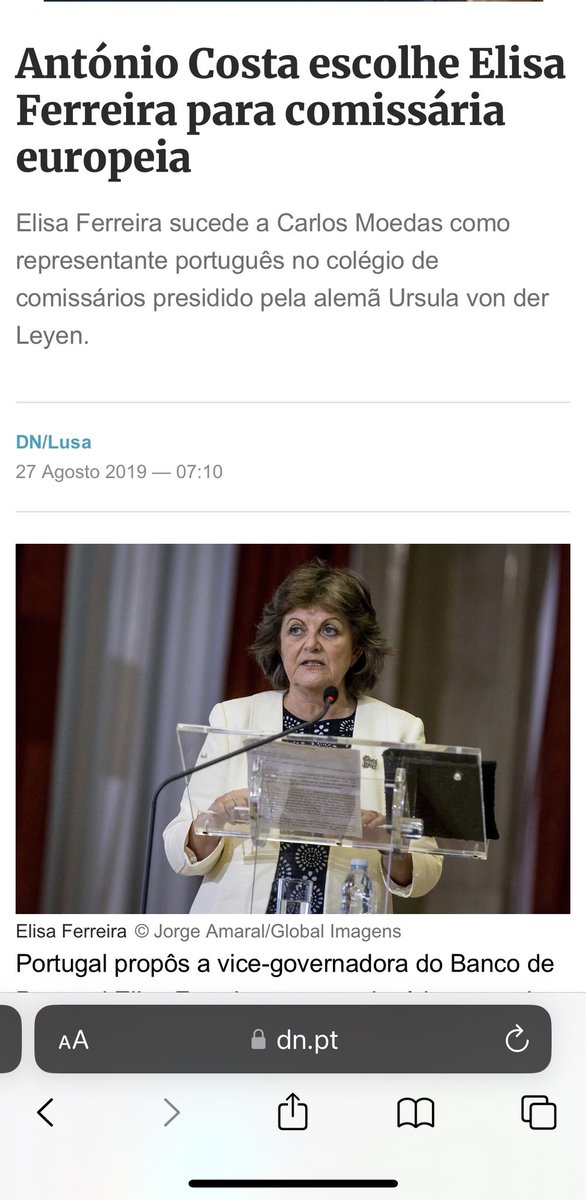 António Costa escolhe Elisa
Ferreira para comissária
europeia
Elisa Ferreira sucede a Carlos Moedas como
representante português no colégio de
comissários presidido pela alemã Ursula von der
Leyen.
DN/Lusa
27 Agosto 2019 — 07:10
Elisa Ferreira © Jorge Amaral/Global Images
Portugal propôs a vice-governadora do Banco de
AA dn.pt